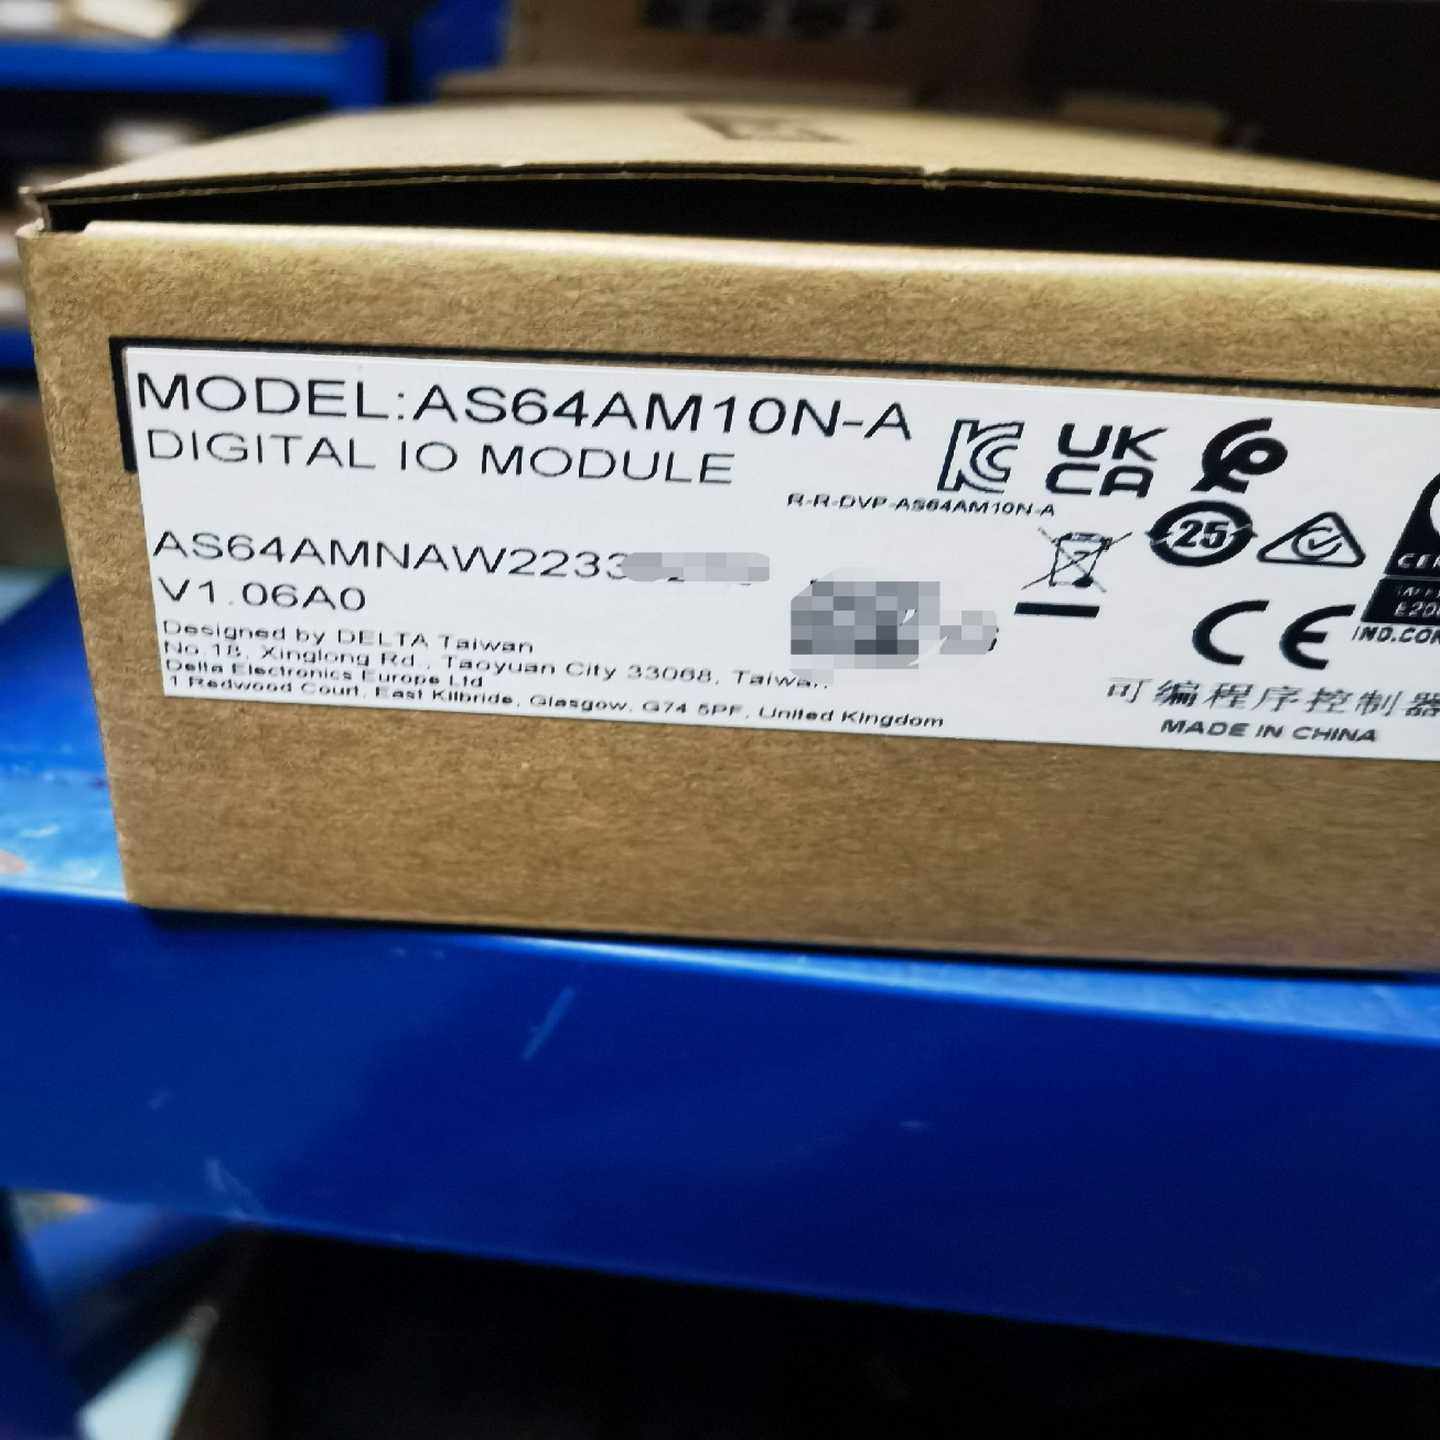 MODEL:AS64AM10N-A
DIGITAL IO MODULE
R-R-DVP-AS64AM10N-A
UK
CA
25
AS64AMNAW2233
V1.06A0
Designed by DELTA Taiwan
No.18, Xinglong Rd., Taoyuan City 33068, Taiwan
Delta Electronics Europe Ltd
1 Redwood Court, East Kilbride, Glasgow, G74 5PF, United Kingdom
CE
IND.CON
可编程序控制器
MADE IN CHINA